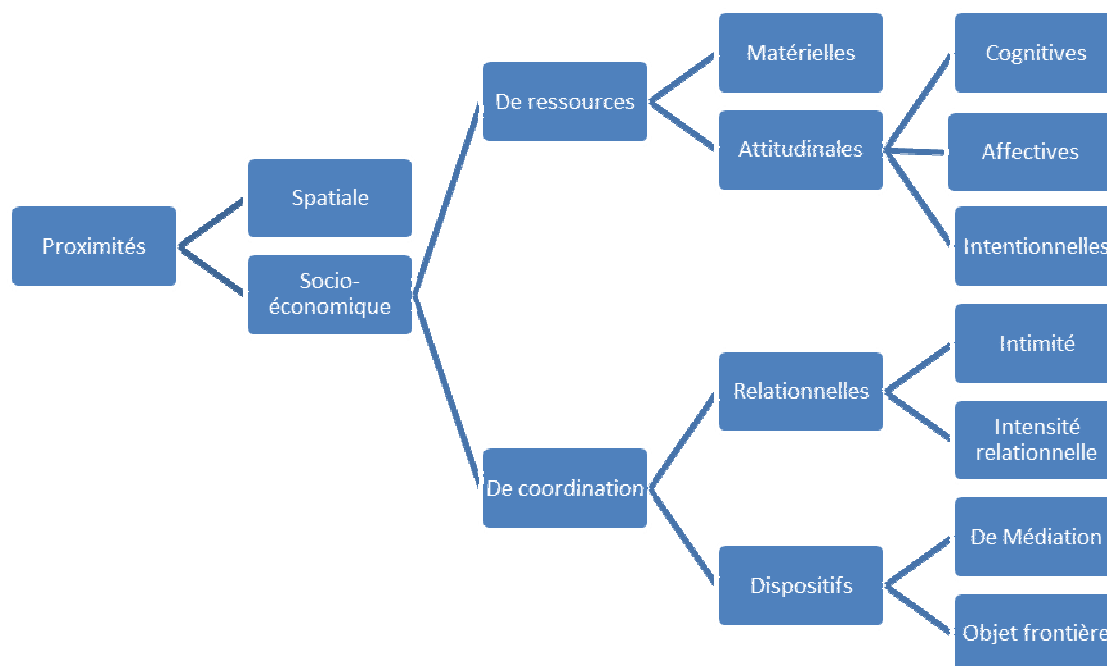 Proximités
Spatiale
Socio-
économique
De ressources
De coordination
Matérielles
Attitudinales
Relationnelles
Dispositifs
Cognitives
Affectives
Intentionnelles
Intimité
Intensité
relationnelle
De Médiation
Objet frontière